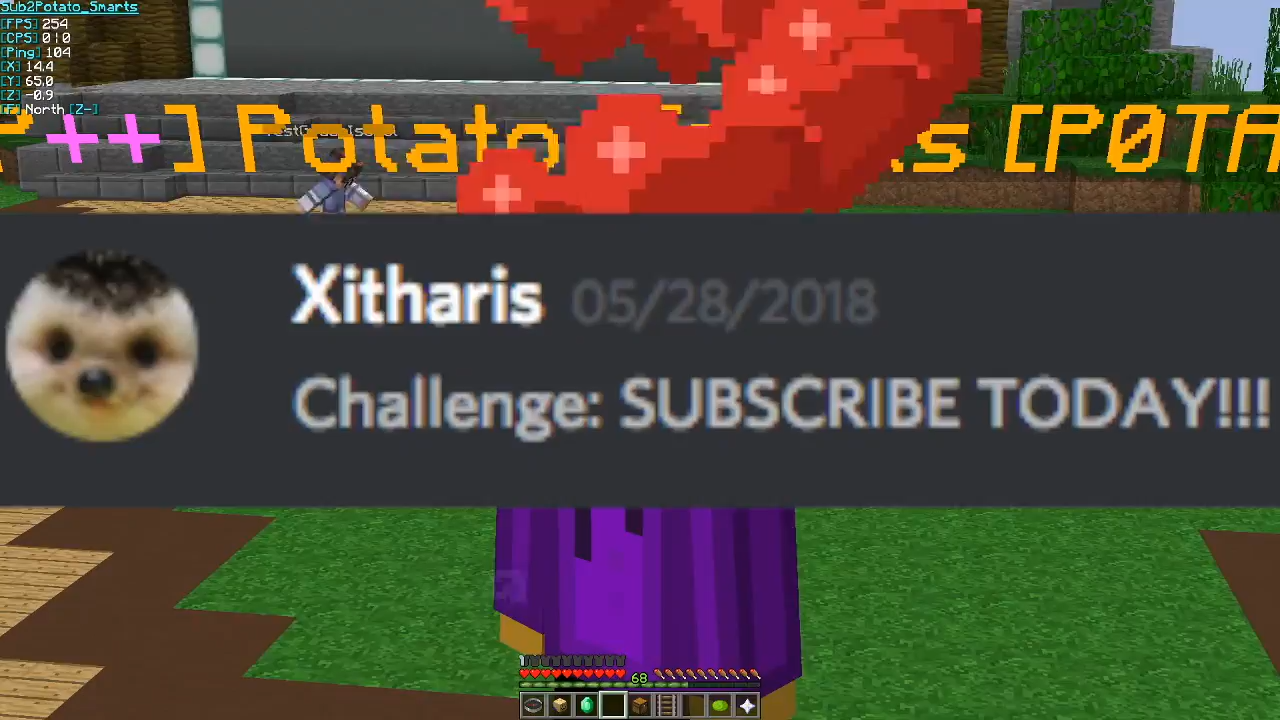 Sub2Potato_Smarts
[FPS] 254
[CPS] 0|0
[Ping] 104
[X] 14.4
[Y] 65.0
[Z] -0.9
[F] North [Z-]
++] Potato s [P0TA
Xitharis 05/28/2018
Challenge: SUBSCRIBE TODAY!!!
68